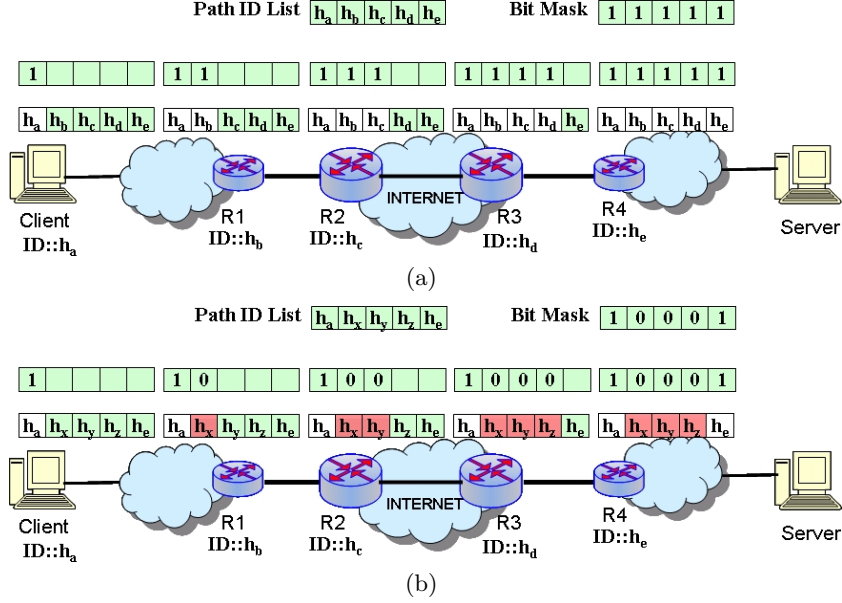 Path ID List h_a h_b h_c h_d h_e Bit Mask 1 1 1 1 1
1 1 1 1 1 1 1 1 1 1 1 1 1 1 1
h_a h_b h_c h_d h_e h_a h_b h_c h_d h_e h_a h_b h_c h_d h_e h_a h_b h_c h_d h_e h_a h_b h_c h_d h_e
INTERNET
Client R1 R2 R3 R4 Server
ID::h_a ID::h_b ID::h_c ID::h_d ID::h_e
(a)
Path ID List h_a h_x h_y h_z h_e Bit Mask 1 0 0 0 1
1 1 0 1 0 0 1 0 0 0 1 0 0 0 1
h_a h_x h_y h_z h_e h_a h_x h_y h_z h_e h_a h_x h_y h_z h_e h_a h_x h_y h_z h_e h_a h_x h_y h_z h_e
INTERNET
Client R1 R2 R3 R4 Server
ID::h_a ID::h_b ID::h_c ID::h_d ID::h_e
(b)